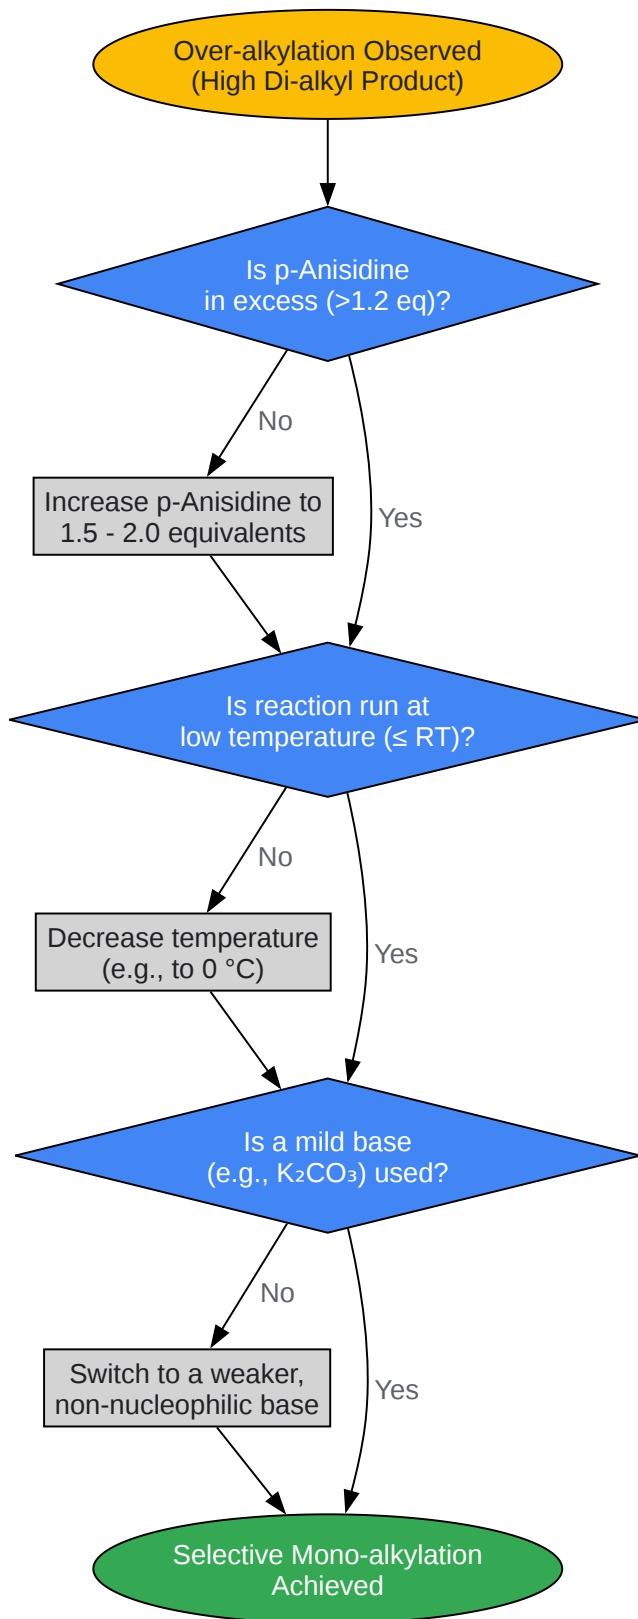 Over-alkylation Observed
(High Di-alkyl Product)
Is p-Anisidine
in excess (>1.2 eq)?
No
Increase p-Anisidine to
1.5 - 2.0 equivalents
Yes
Is reaction run at
low temperature (≤ RT)?
No
Decrease temperature
(e.g., to 0 °C)
Yes
Is a mild base
(e.g., K₂CO₃) used?
No
Switch to a weaker,
non-nucleophilic base
Yes
Selective Mono-alkylation
Achieved